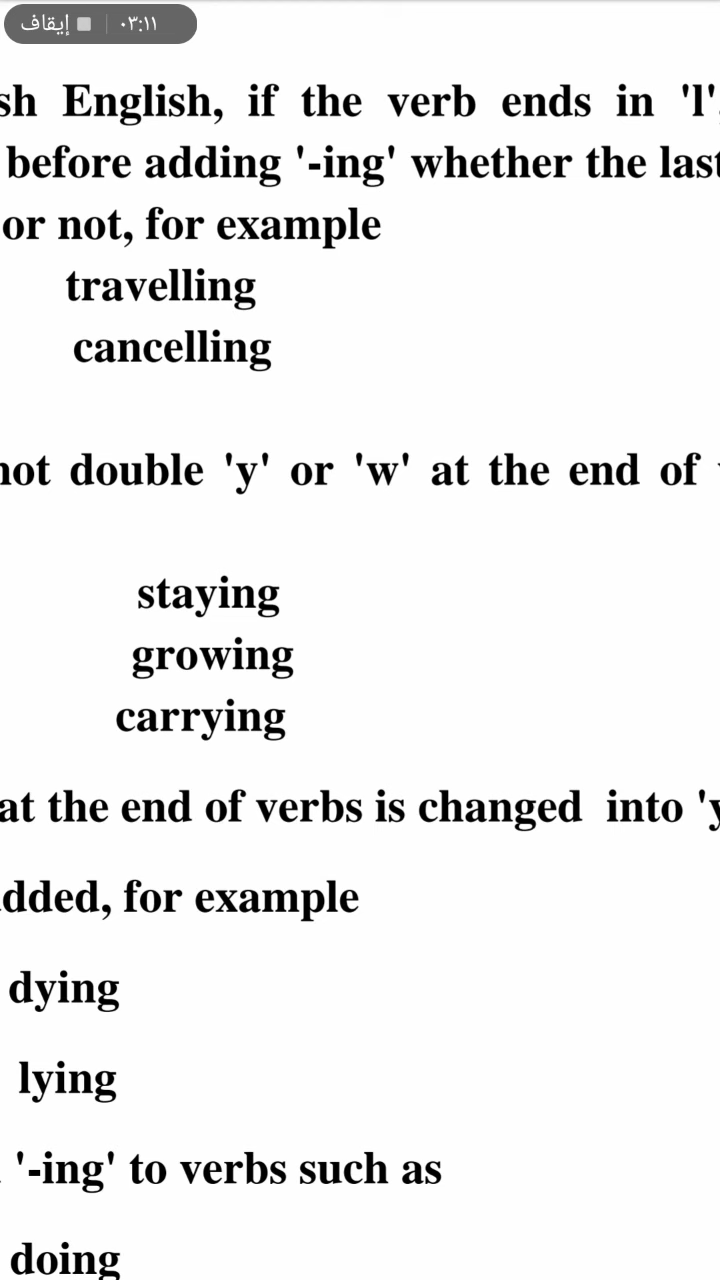 إيقاف ٠٣:١١
sh English, if the verb ends in 'l',
before adding '-ing' whether the last
or not, for example
travelling
cancelling
not double 'y' or 'w' at the end of
staying
growing
carrying
at the end of verbs is changed into 'y
dded, for example
dying
lying
'-ing' to verbs such as
doing